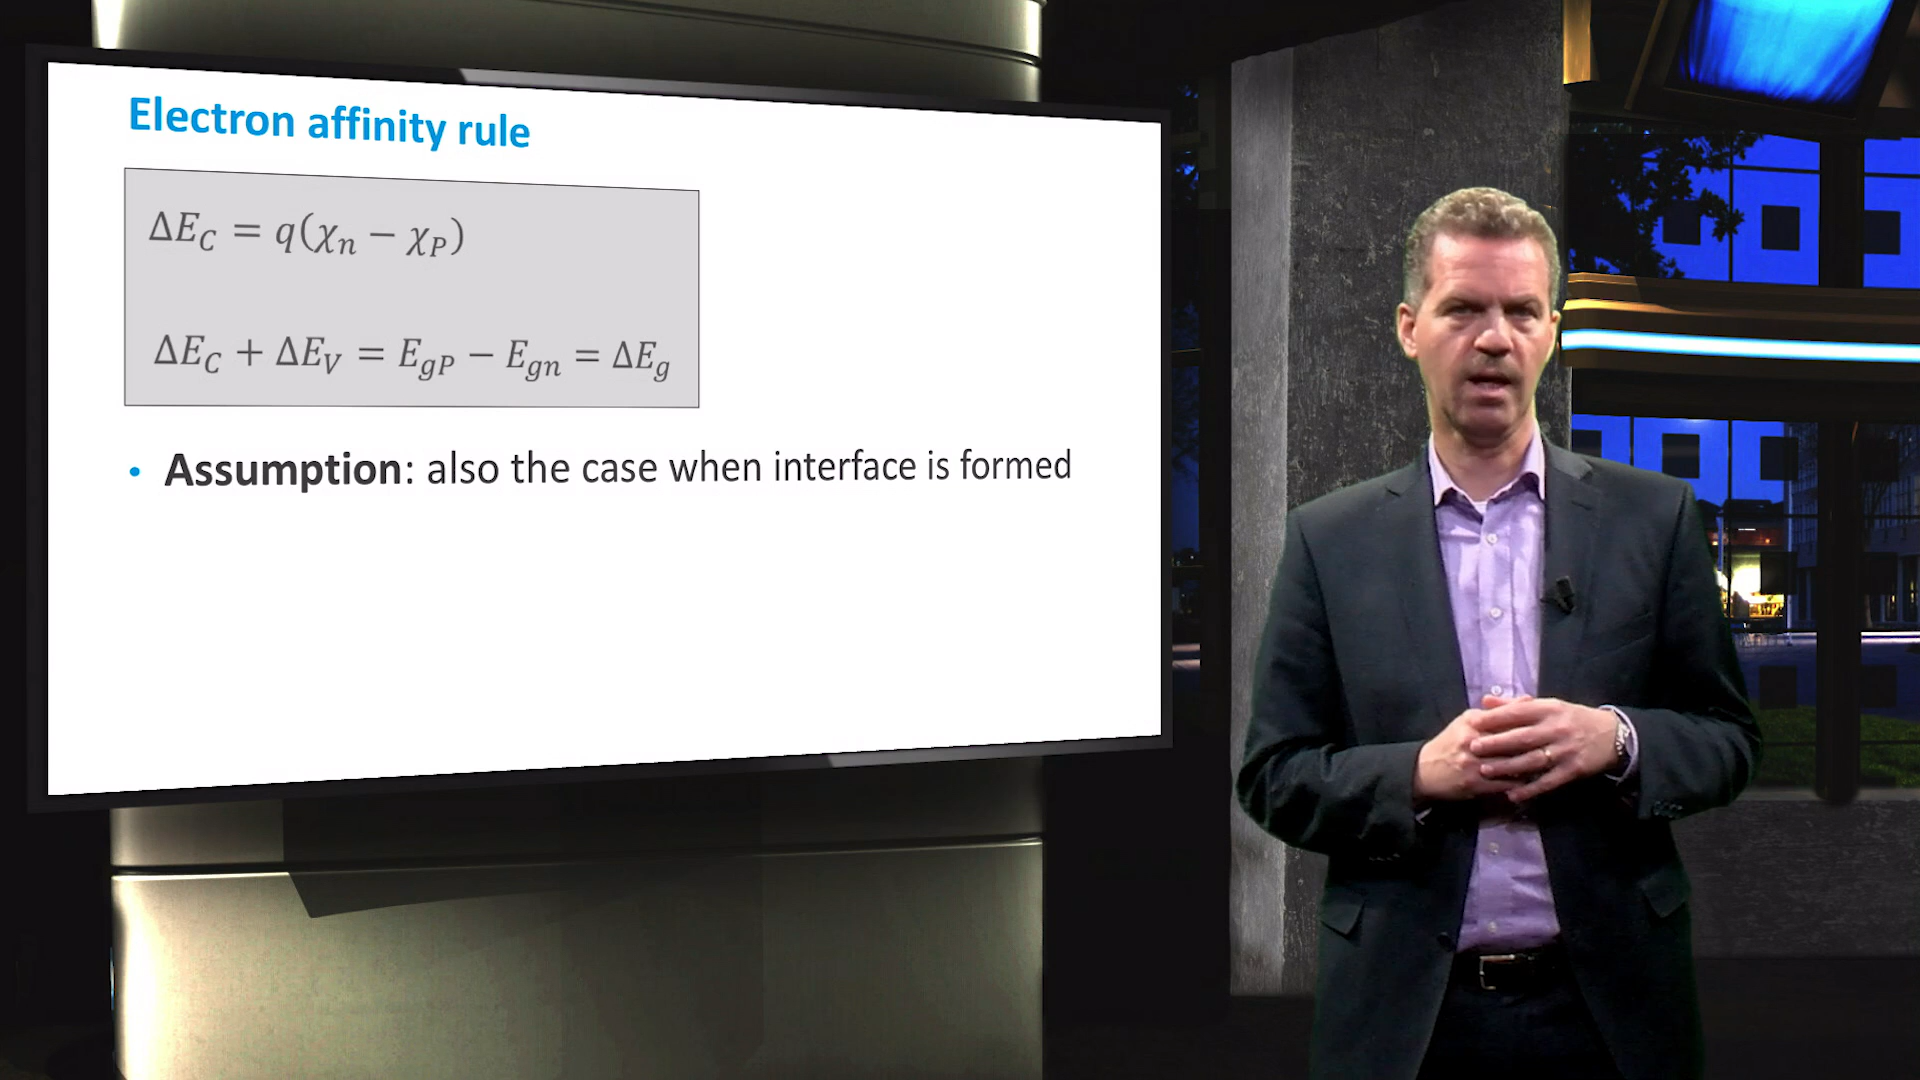 Electron affinity rule
ΔE_C = q(χ_n − χ_P)
ΔE_C + ΔE_V = E_gP − E_gn = ΔE_g
• Assumption: also the case when interface is formed